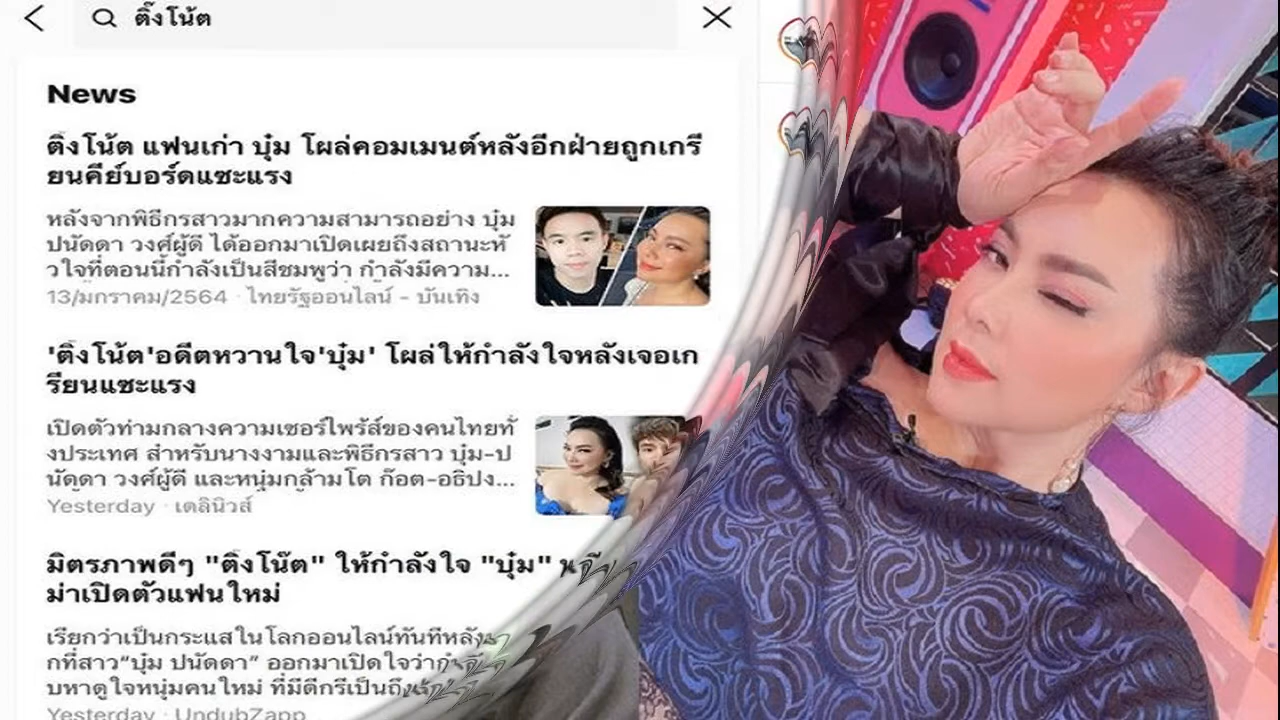 ติ๊งโน้ต
News
ติ๊งโน้ต แฟนเก่า บุ๋ม โผล่คอมเมนต์หลังอีกฝ่ายถูกเกรี
ยนคีย์บอร์ดแซะแรง
หลังจากพิธีกรสาวมากความสามารถอย่าง บุ๋ม
ปนัดดา วงศ์ผู้ดี ได้ออกมาเปิดเผยถึงสถานะหั
วใจที่ตอนนี้กำลังเป็นสีชมพูว่า กำลังมีความ...
13/มกราคม/2564 · ไทยรัฐออนไลน์ - บันเทิง
'ติ๊งโน้ต'อดีตหวานใจ'บุ๋ม' โผล่ให้กำลังใจหลังเจอเก
รียนแซะแรง
เปิดตัวท่ามกลางความเซอร์ไพร้ส์ของคนไทยทั่
งประเทศ สำหรับนางงามและพิธีกรสาว บุ๋ม-ป
นัดดา วงศ์ผู้ดี และหนุ่มกล้ามโต ก๊อต-อธิปง...
Yesterday · เดลินิวส์
มิตรภาพดีๆ "ติ๊งโน๊ต" ให้กำลังใจ "บุ๋ม"
ม่าเปิดตัวแฟนใหม่
เรียกว่าเป็นกระแสในโลกออนไลน์ทันทีหลัง
กที่สาว“บุ๋ม ปนัดดา” ออกมาเปิดใจว่า
บหาดูใจหนุ่มคนใหม่ ที่มีดีกรีเป็นถึง
Yesterday · UndubZapp